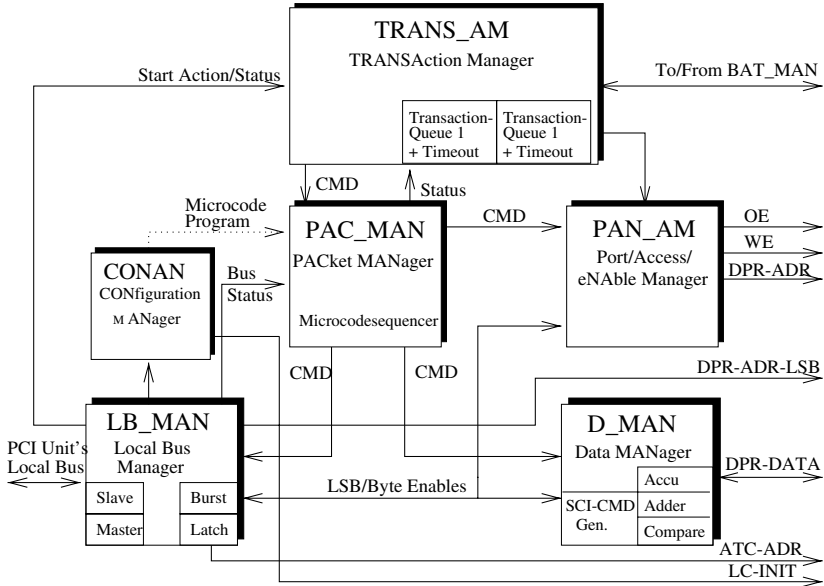 TRANS_AM
TRANSAction Manager
Start Action/Status
To/From BAT_MAN
Transaction-
Queue 1
+ Timeout
Transaction-
Queue 1
+ Timeout
CMD
Status
Microcode
Program
PAC_MAN
PACket MANager
Microcodesequencer
CMD
PAN_AM
Port/Access/
eNAble Manager
OE
WE
DPR-ADR
CONAN
CONfiguration
M ANager
Bus
Status
CMD
CMD
DPR-ADR-LSB
LB_MAN
Local Bus
Manager
PCI Unit's
Local Bus
Slave
Master
Burst
Latch
LSB/Byte Enables
D_MAN
Data MANager
SCI-CMD
Gen.
Accu
Adder
Compare
DPR-DATA
ATC-ADR
LC-INIT